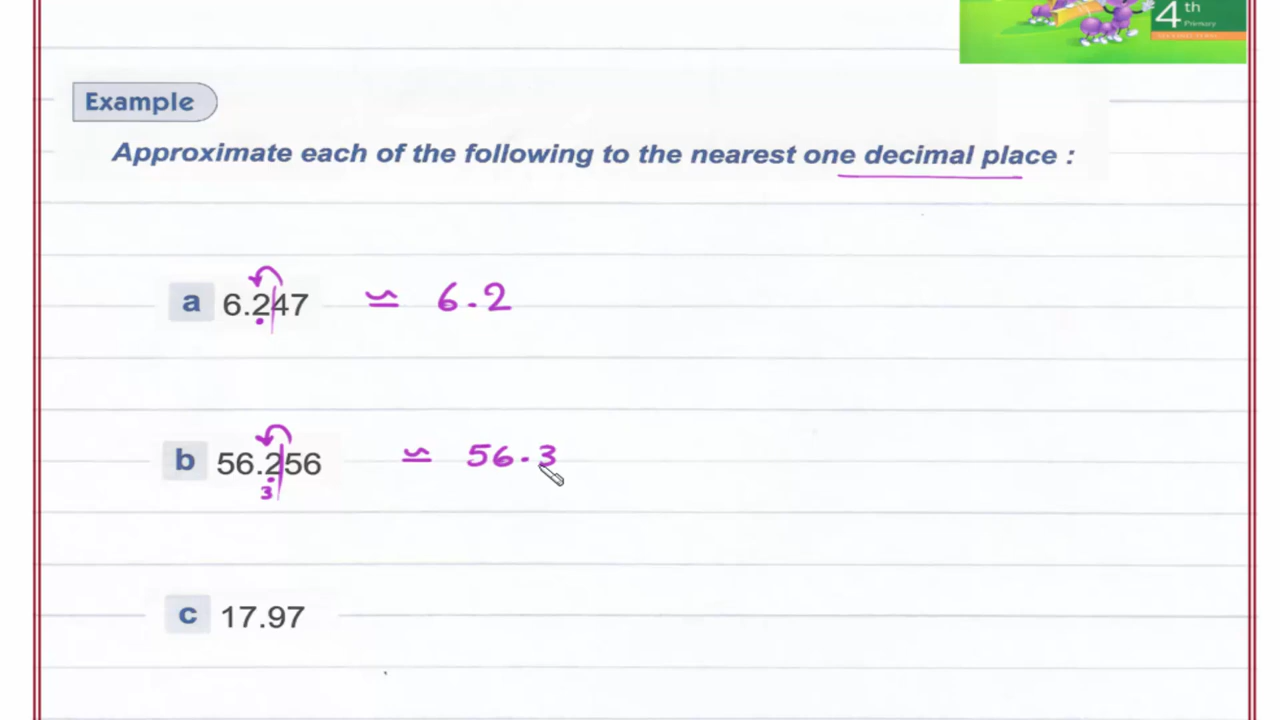 4th
Primary
Example
Approximate each of the following to the nearest one decimal place :
a 6.247 ≃ 6.2
b 56.256 ≃ 56.3
3
c 17.97